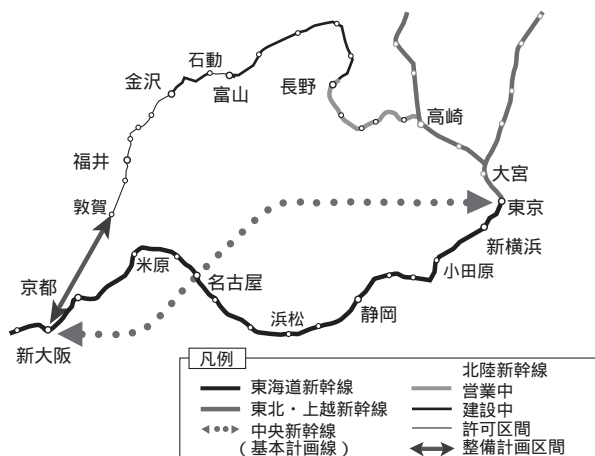 石動
金沢
富山
長野
高崎
福井
大宮
敦賀
東京
新横浜
京都
米原
名古屋
小田原
静岡
浜松
新大阪
凡例
東海道新幹線
東北・上越新幹線
中央新幹線
(基本計画線)
北陸新幹線
営業中
建設中
許可区間
整備計画区間